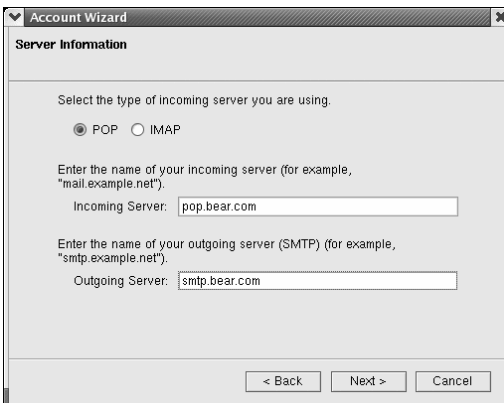 Account Wizard
Server Information
Select the type of incoming server you are using.
POP IMAP
Enter the name of your incoming server (for example,
"mail.example.net").
Incoming Server: pop.bear.com
Enter the name of your outgoing server (SMTP) (for example,
"smtp.example.net").
Outgoing Server: smtp.bear.com
< Back Next > Cancel